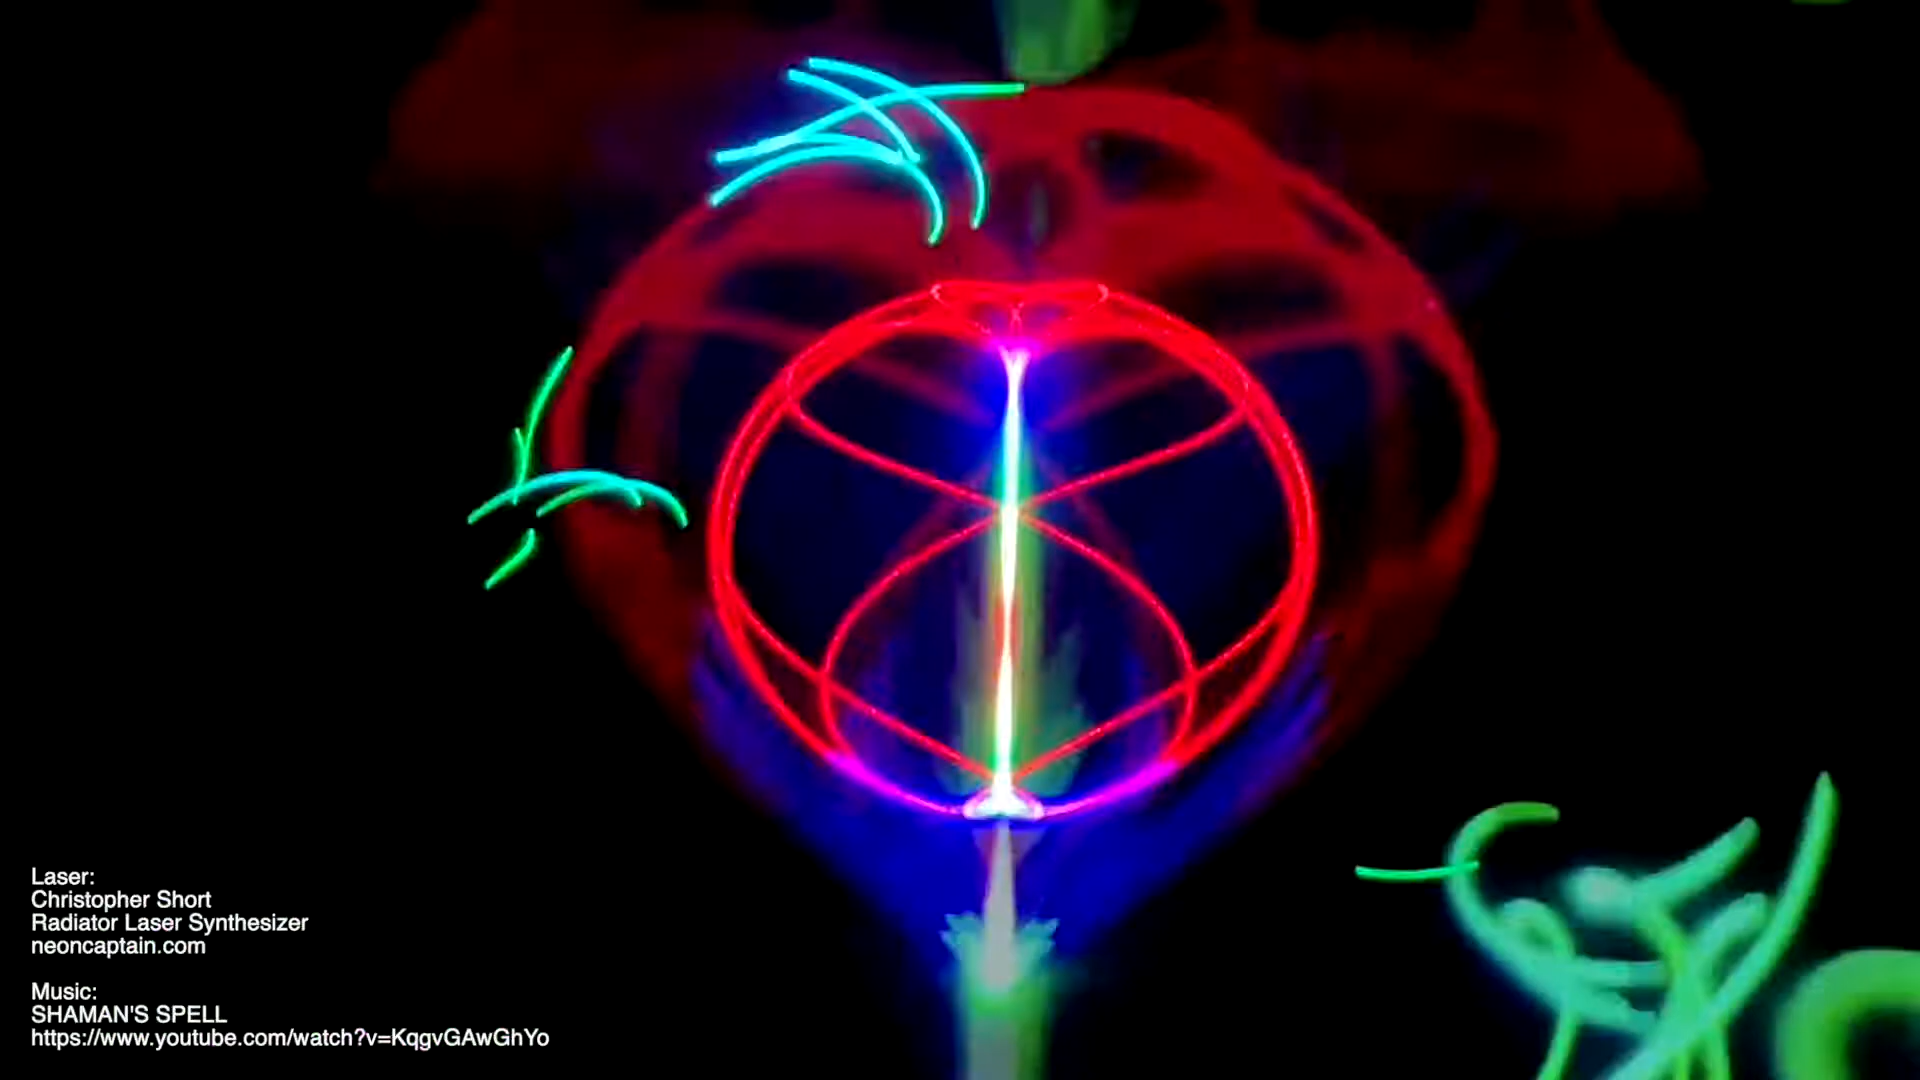 Laser:
Christopher Short
Radiator Laser Synthesizer
neoncaptain.com
Music:
SHAMAN'S SPELL
https://www.youtube.com/watch?v=KqgvGAwGhYo